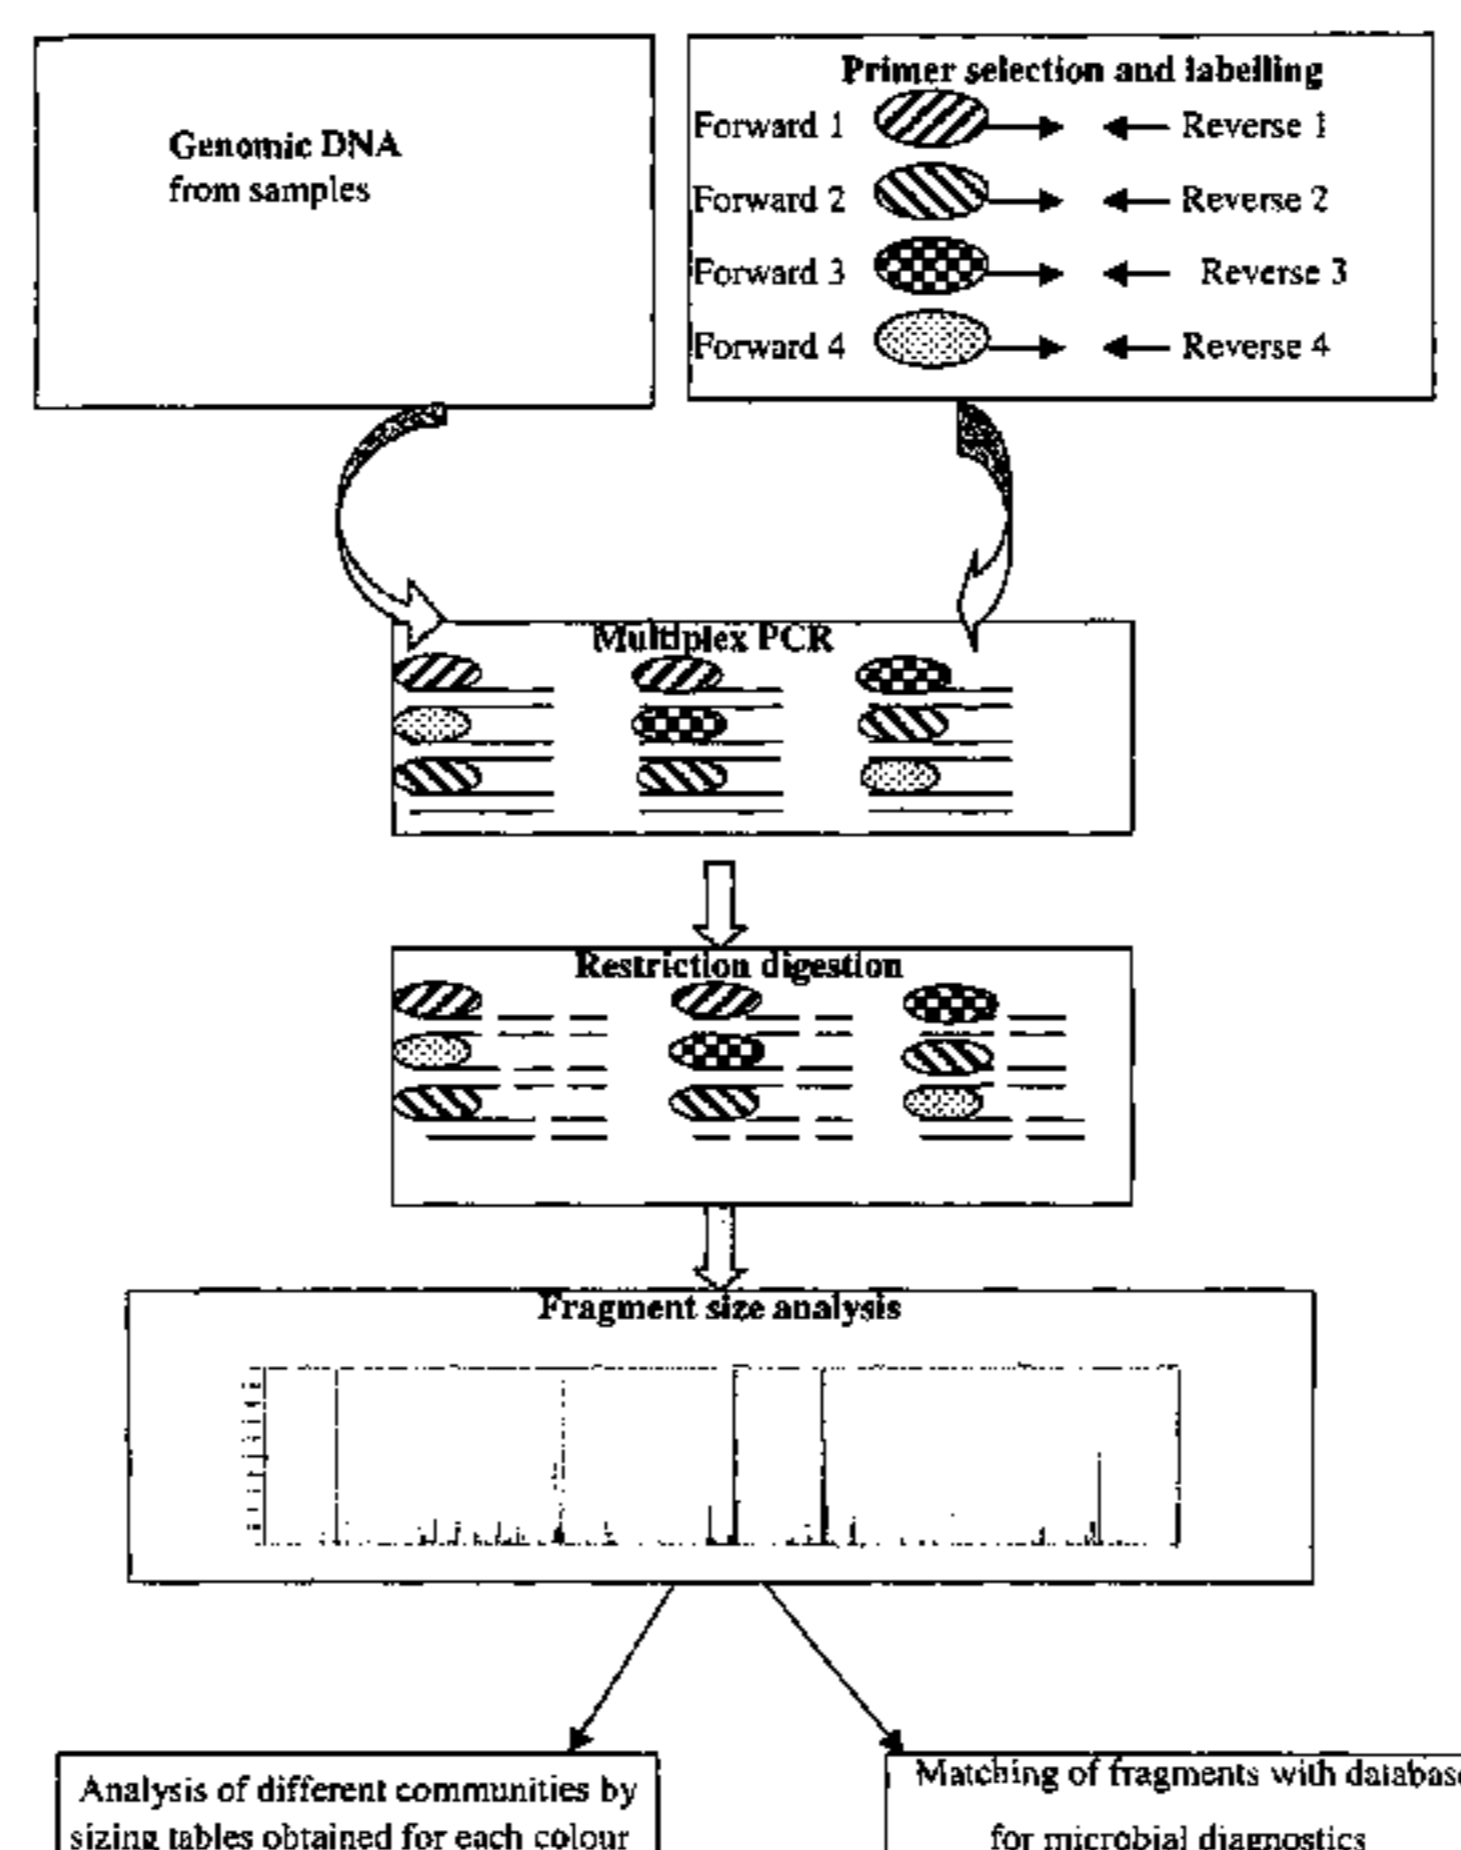 Genomic DNA
from samples
Primer selection and labelling
Forward 1 Reverse 1
Forward 2 Reverse 2
Forward 3 Reverse 3
Forward 4 Reverse 4
Multiplex PCR
Restriction digestion
Fragment size analysis
Analysis of different communities by
sizing tables obtained for each colour
Matching of fragments with databas
for microbial diagnostics